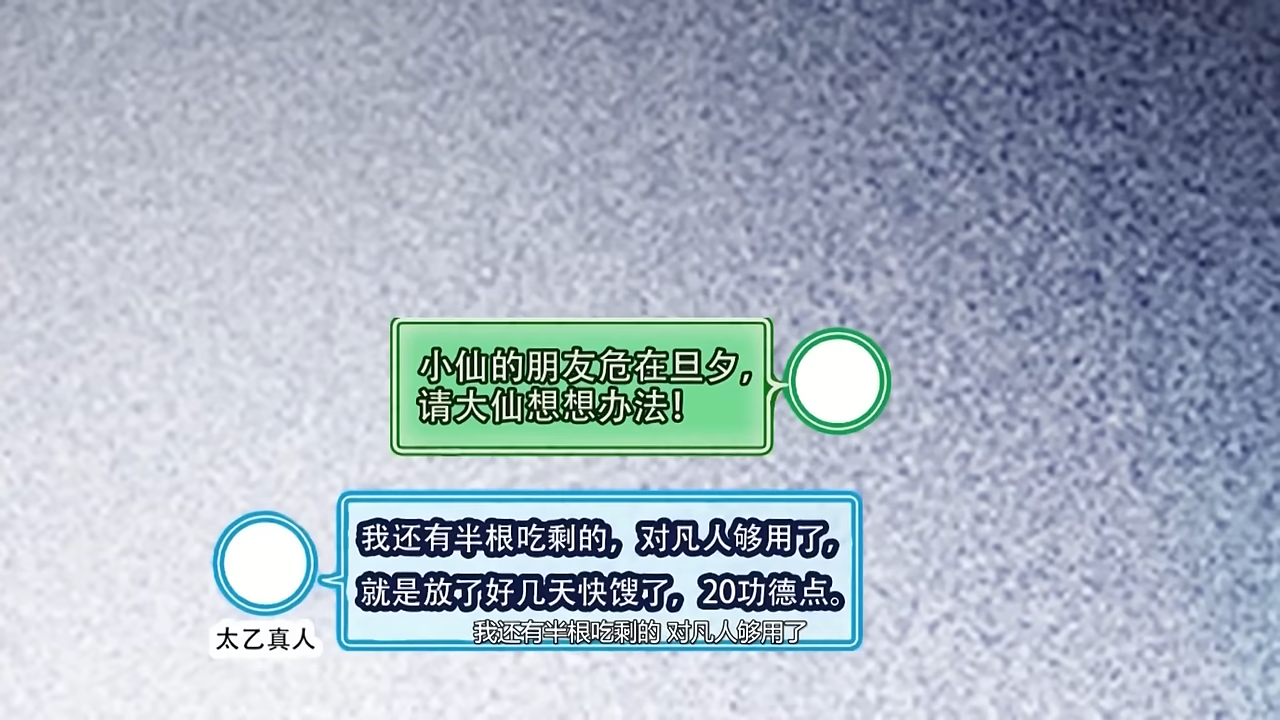 小仙的朋友危在旦夕,
请大仙想想办法!
我还有半根吃剩的, 对凡人够用了,
就是放了好几天快馊了, 20功德点。
我还有半根吃剩的 对凡人够用了
太乙真人